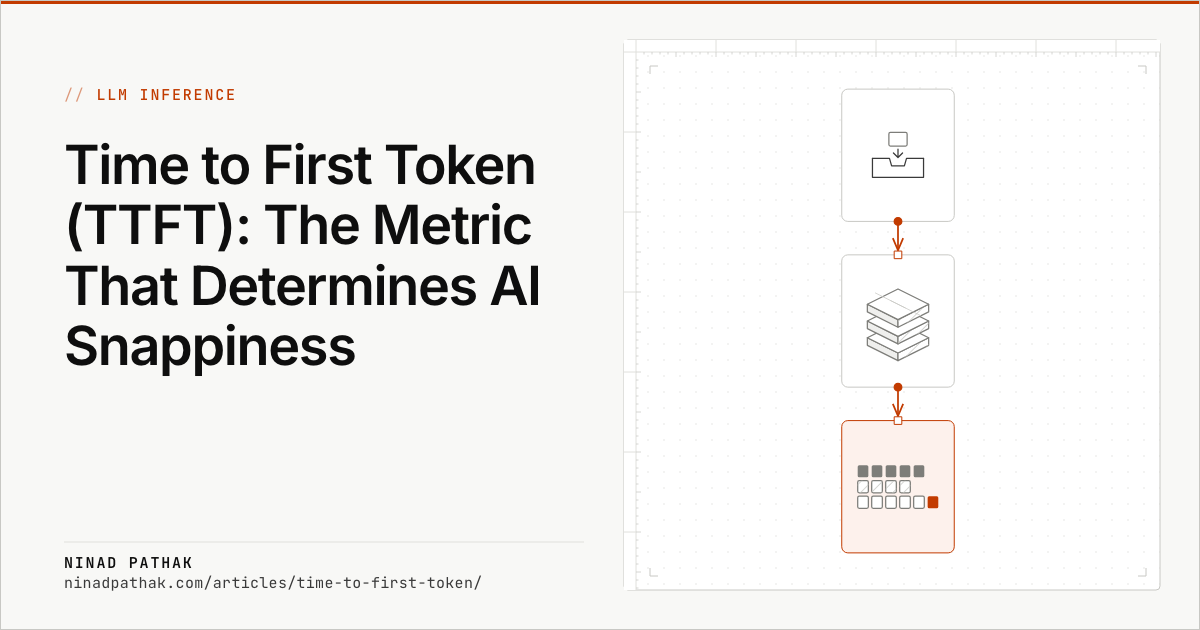 // LLM INFERENCE
Time to First Token
(TTFT): The Metric
That Determines AI
Snappiness
NINAD PATHAK
ninadpathak.com/articles/time-to-first-token/